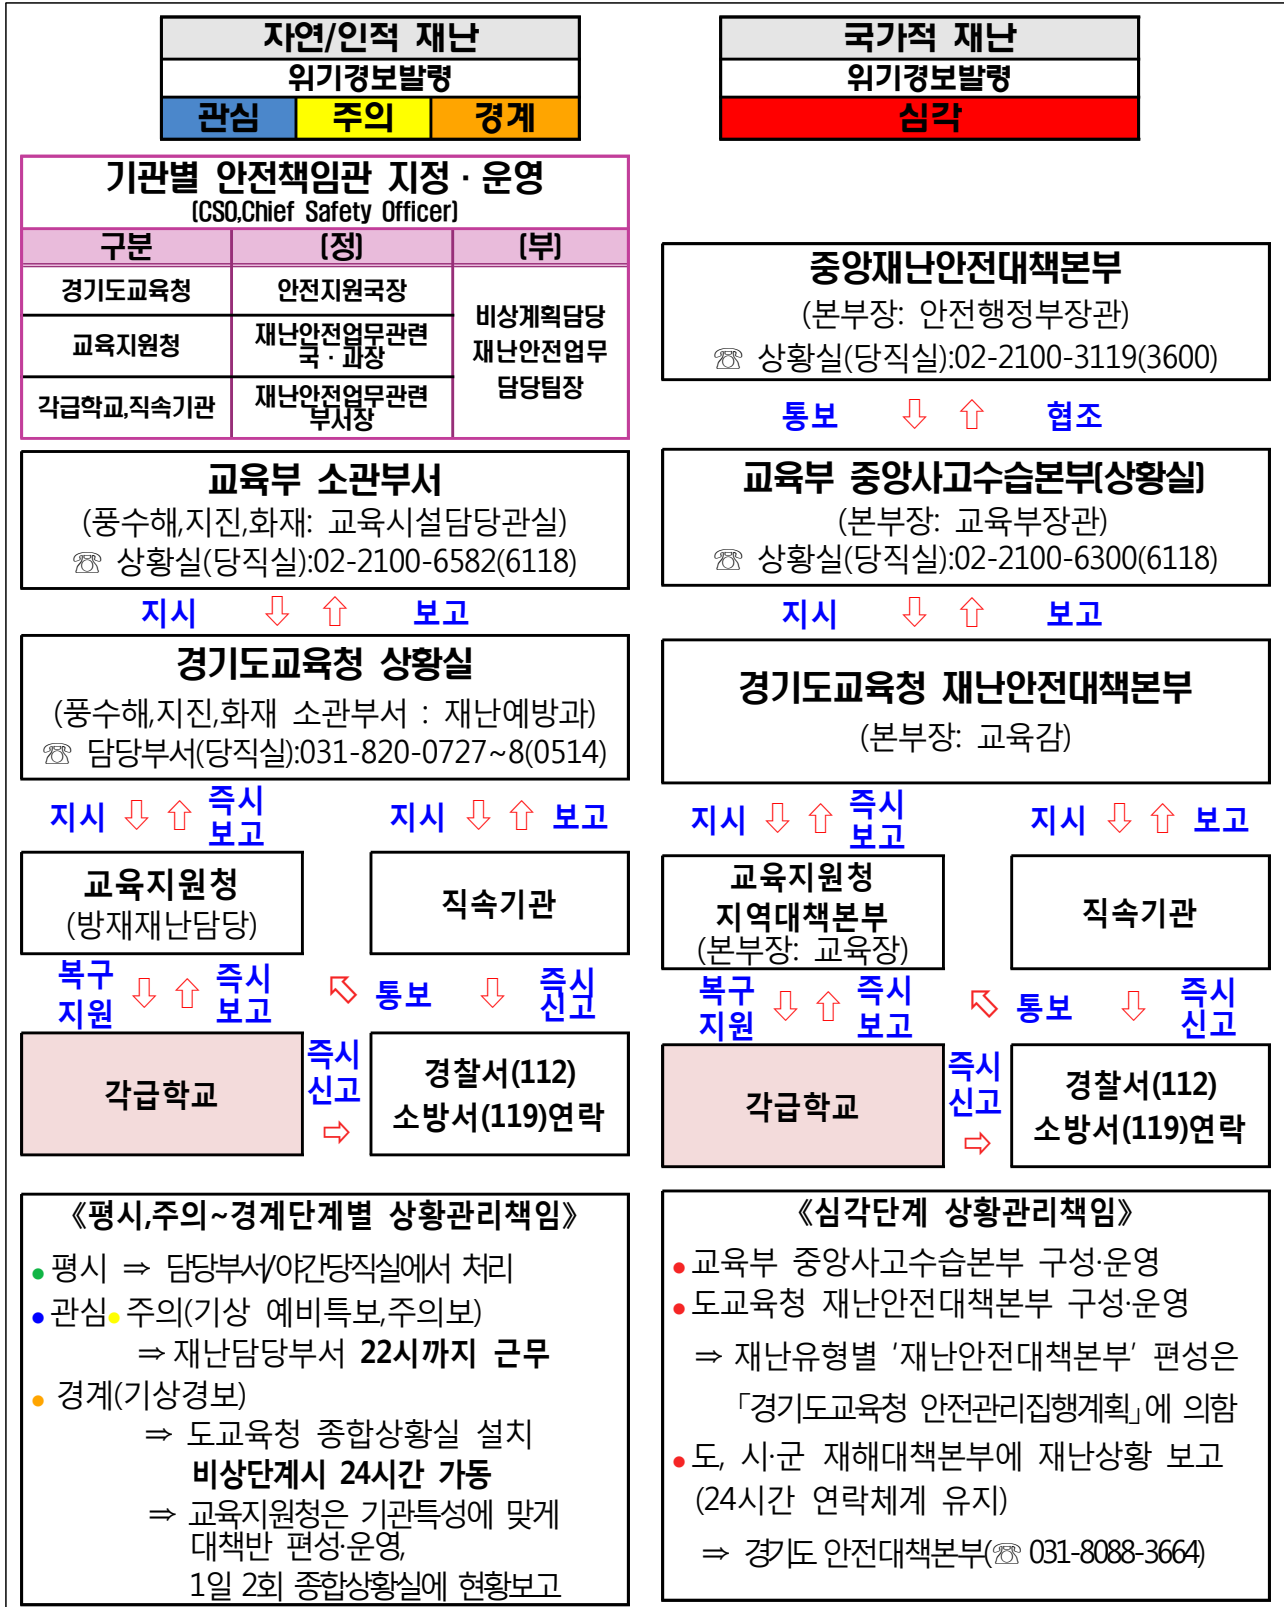 자연/인적 재난
위기경보발령
관심 주의 경계
기관별 안전책임관 지정 · 운영
(CSO,Chief Safety Officer)
구분 (정) (부)
경기도교육청 안전지원국장
교육지원청 재난안전업무관련
국 · 과장
각급학교,직속기관 재난안전업무관련
부서장
비상계획담당
재난안전업무
담당팀장
교육부 소관부서
(풍수해,지진,화재: 교육시설담당관실)
☏ 상황실(당직실):02-2100-6582(6118)
지시 ⇩ ⇧ 보고
경기도교육청 상황실
(풍수해,지진,화재 소관부서 : 재난예방과)
☏ 담당부서(당직실):031-820-0727~8(0514)
지시 ⇩ ⇧ 즉시
보고
지시 ⇩ ⇧ 보고
교육지원청
(방재재난담당)
직속기관
복구
지원 ⇩ ⇧ 즉시
보고
⇖ 통보 ⇩ 즉시
신고
각급학교
즉시
신고
⇨
경찰서(112)
소방서(119)연락
《평시,주의~경계단계별 상황관리책임》
● 평시 ⇒ 담당부서/야간당직실에서 처리
● 관심● 주의(기상 예비특보,주의보)
⇒ 재난담당부서 22시까지 근무
● 경계(기상경보)
⇒ 도교육청 종합상황실 설치
비상단계시 24시간 가동
⇒ 교육지원청은 기관특성에 맞게
대책반 편성·운영,
1일 2회 종합상황실에 현황보고
국가적 재난
위기경보발령
심각
중앙재난안전대책본부
(본부장: 안전행정부장관)
☏ 상황실(당직실):02-2100-3119(3600)
통보 ⇩ ⇧ 협조
교육부 중앙사고수습본부(상황실)
(본부장: 교육부장관)
☏ 상황실(당직실):02-2100-6300(6118)
지시 ⇩ ⇧ 보고
경기도교육청 재난안전대책본부
(본부장: 교육감)
지시 ⇩ ⇧ 즉시
보고
지시 ⇩ ⇧ 보고
교육지원청
지역대책본부
(본부장: 교육장)
직속기관
복구
지원 ⇩ ⇧ 즉시
보고
⇖ 통보 ⇩ 즉시
신고
각급학교
즉시
신고
⇨
경찰서(112)
소방서(119)연락
《심각단계 상황관리책임》
● 교육부 중앙사고수습본부 구성·운영
● 도교육청 재난안전대책본부 구성·운영
⇒ 재난유형별 '재난안전대책본부' 편성은
「경기도교육청 안전관리집행계획」에 의함
● 도, 시·군 재해대책본부에 재난상황 보고
(24시간 연락체계 유지)
⇒ 경기도 안전대책본부(☏ 031-8088-3664)